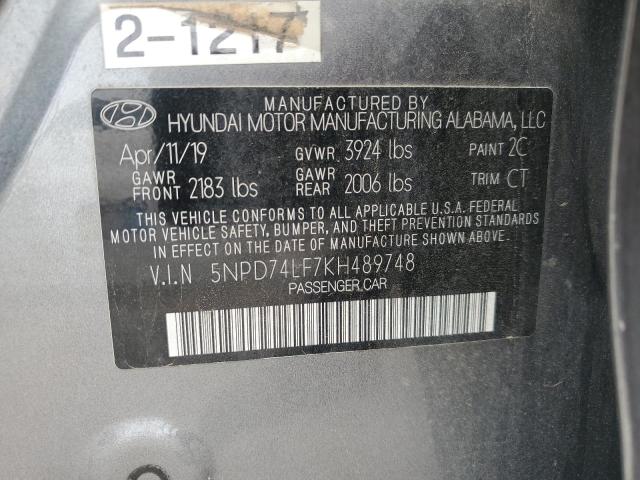 2-1217
MANUFACTURED BY
HYUNDAI MOTOR MANUFACTURING ALABAMA, LLC
Apr/11/19 GVWR 3924 lbs PAINT 2C
GAWR FRONT 2183 lbs GAWR REAR 2006 lbs TRIM CT
THIS VEHICLE CONFORMS TO ALL APPLICABLE U.S.A. FEDERAL
MOTOR VEHICLE SAFETY, BUMPER, AND THEFT PREVENTION STANDARDS
IN EFFECT ON THE DATE OF MANUFACTURE SHOWN ABOVE.
V.I.N 5NPD74LF7KH489748
PASSENGER CAR